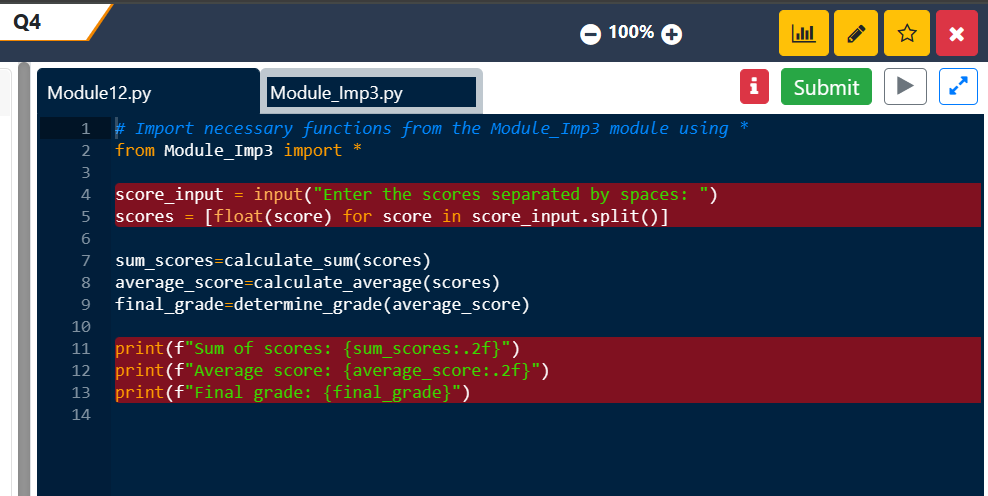 Q4
100%
Module12.py
Module_Imp3.py
Submit
1 # Import necessary functions from the Module_Imp3 module using *
2 from Module_Imp3 import *
3
4 score_input = input("Enter the scores separated by spaces: ")
5 scores = [float(score) for score in score_input.split()]
6
7 sum_scores=calculate_sum(scores)
8 average_score=calculate_average(scores)
9 final_grade=determine_grade(average_score)
10
11 print(f"Sum of scores: {sum_scores:.2f}")
12 print(f"Average score: {average_score:.2f}")
13 print(f"Final grade: {final_grade}")
14